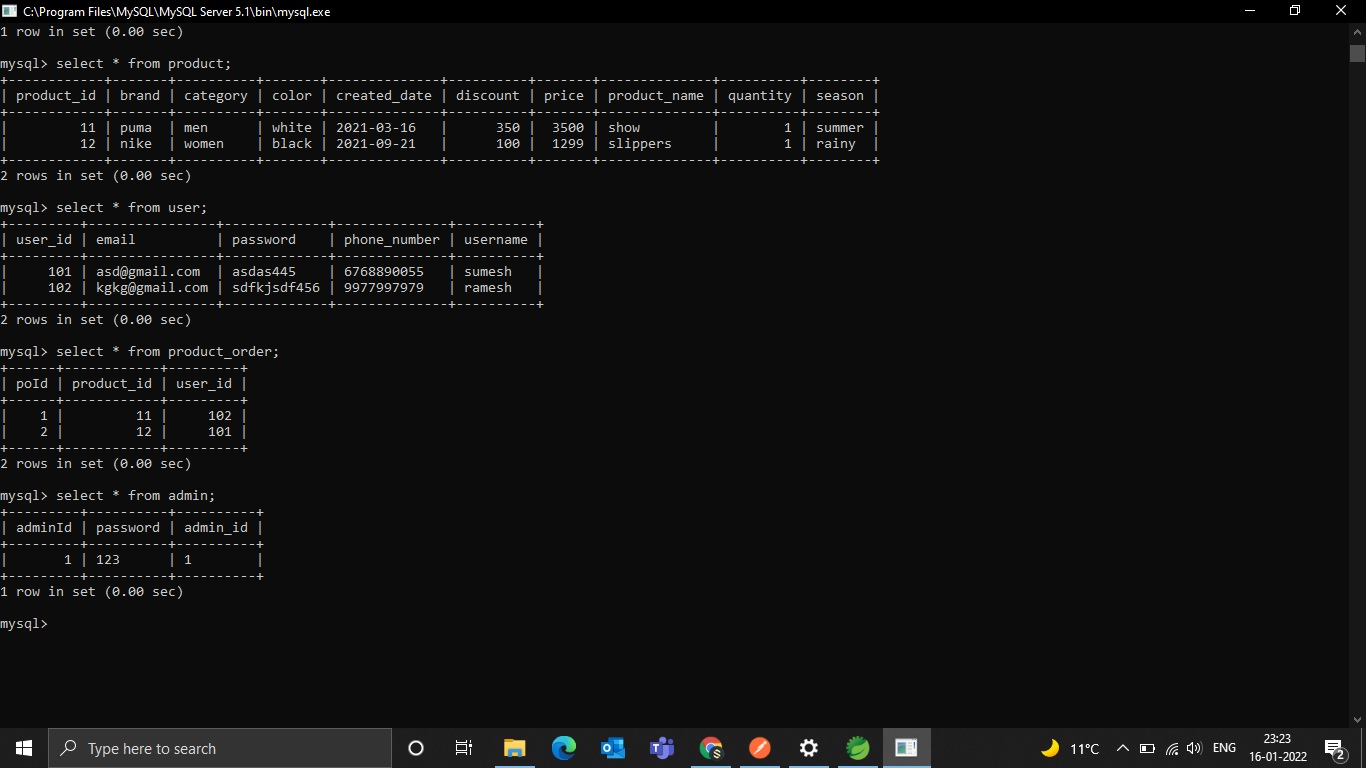 C:\Program Files\MySQL\MySQL Server 5.1\bin\mysql.exe
1 row in set (0.00 sec)
mysql> select * from product;
+------------+-------+----------+-------+--------------+----------+-------+--------------+----------+--------+
| product_id | brand | category | color | created_date | discount | price | product_name | quantity | season |
+------------+-------+----------+-------+--------------+----------+-------+--------------+----------+--------+
|         11 | puma  | men      | white | 2021-03-16   |      350 |  3500 | show         |        1 | summer |
|         12 | nike  | women    | black | 2021-09-21   |      100 |  1299 | slippers     |        1 | rainy  |
+------------+-------+----------+-------+--------------+----------+-------+--------------+----------+--------+
2 rows in set (0.00 sec)
mysql> select * from user;
+---------+----------------+-------------+--------------+----------+
| user_id | email          | password    | phone_number | username |
+---------+----------------+-------------+--------------+----------+
|     101 | asd@gmail.com  | asdas445    | 6768890055   | sumesh   |
|     102 | kgkg@gmail.com | sdfkjsdf456 | 9977997979   | ramesh   |
+---------+----------------+-------------+--------------+----------+
2 rows in set (0.00 sec)
mysql> select * from product_order;
+------+------------+---------+
| poId | product_id | user_id |
+------+------------+---------+
|    1 |         11 |     102 |
|    2 |         12 |     101 |
+------+------------+---------+
2 rows in set (0.00 sec)
mysql> select * from admin;
+---------+----------+----------+
| adminId | password | admin_id |
+---------+----------+----------+
|       1 | 123      | 1        |
+---------+----------+----------+
1 row in set (0.00 sec)
mysql>
Type here to search
11°C
ENG
23:23
16-01-2022
2